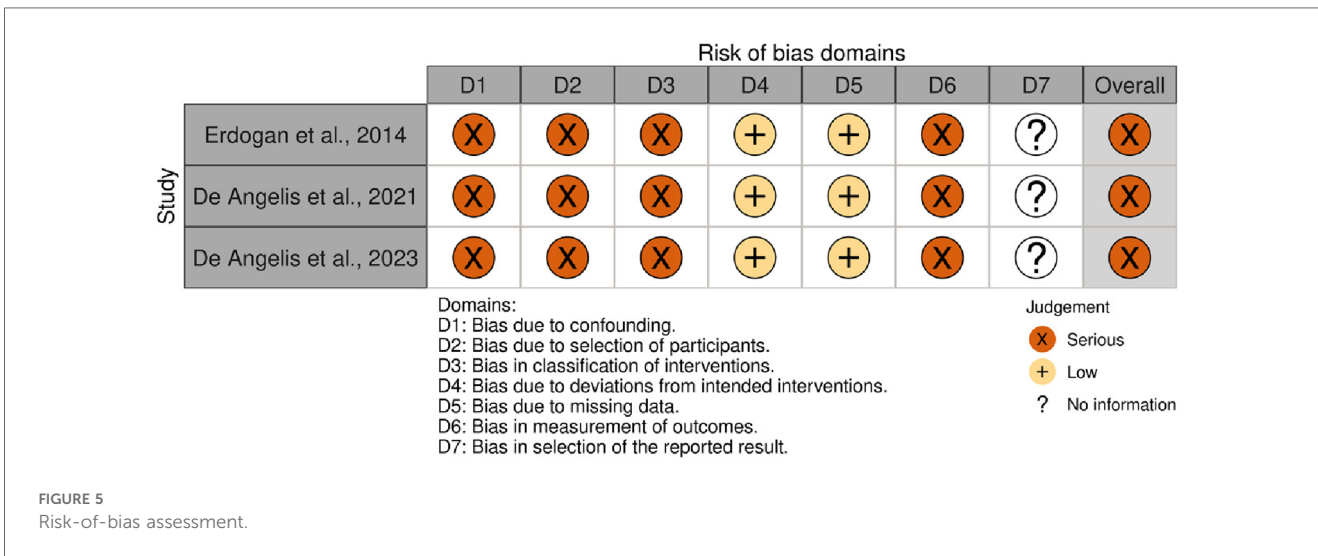 Risk of bias domains
D1 D2 D3 D4 D5 D6 D7 Overall
Study
Erdogan et al., 2014 X X X + + X ? X
De Angelis et al., 2021 X X X + + X ? X
De Angelis et al., 2023 X X X + + X ? X
Domains:
D1: Bias due to confounding.
D2: Bias due to selection of participants.
D3: Bias in classification of interventions.
D4: Bias due to deviations from intended interventions.
D5: Bias due to missing data.
D6: Bias in measurement of outcomes.
D7: Bias in selection of the reported result.
Judgement
X Serious
+ Low
? No information
FIGURE 5
Risk-of-bias assessment.